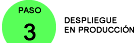 PASO
3
DESPLIEGUE
EN PRODUCCIÓN